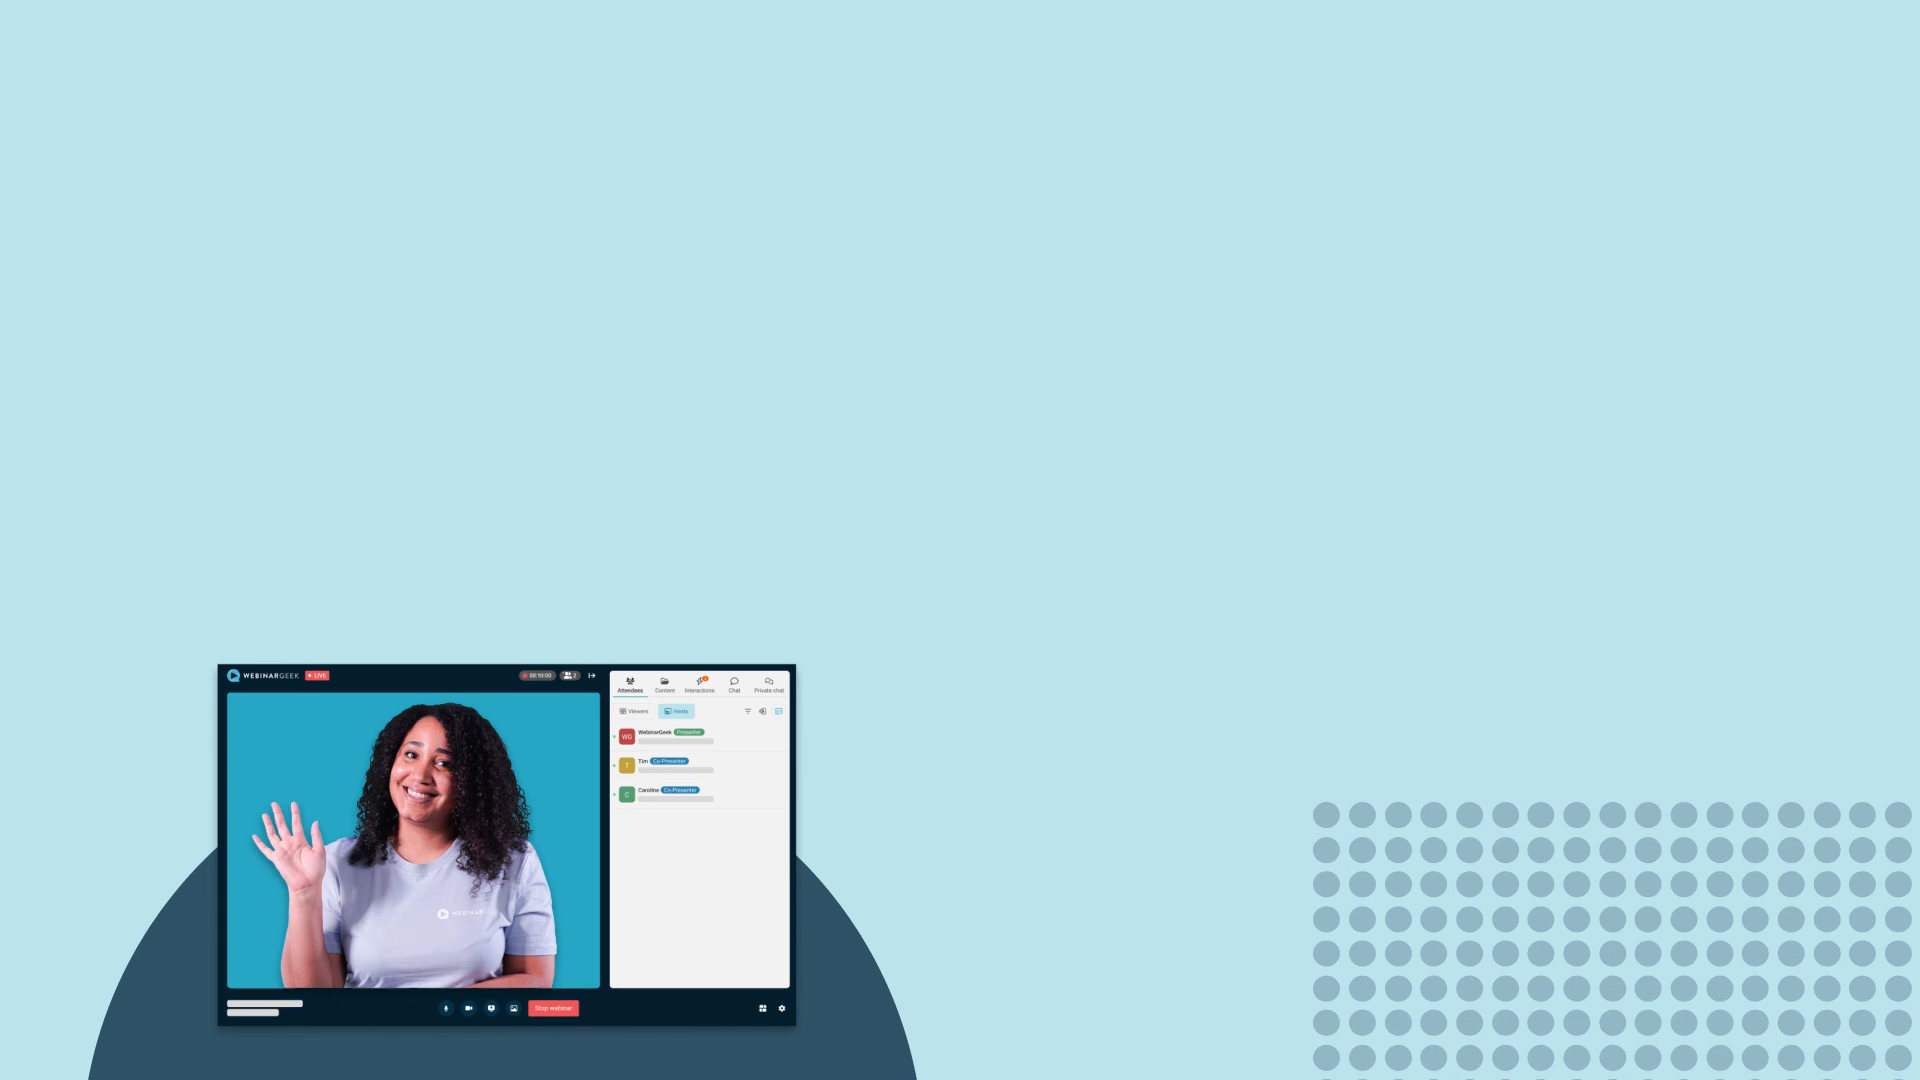 WEBINARGEEK LIVE
00:10:00 2
Attendees Content Interactions Chat Private chat
Viewers Hosts
WG WebinarGeek Presenter
T Tim Co-Presenter
C Caroline Co-Presenter
WEBINAR
Stop webinar